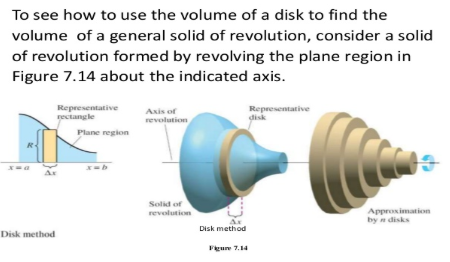 To see how to use the volume of a disk to find the
volume of a general solid of revolution, consider a solid
of revolution formed by revolving the plane region in
Figure 7.14 about the indicated axis.
Representative
rectangle
Plane region
R
x = a
Δx
x = b
Axis of
revolution
Representative
disk
Solid of
revolution
Δx
Approximation
by n disks
Disk method
Disk method
Figure 7.14